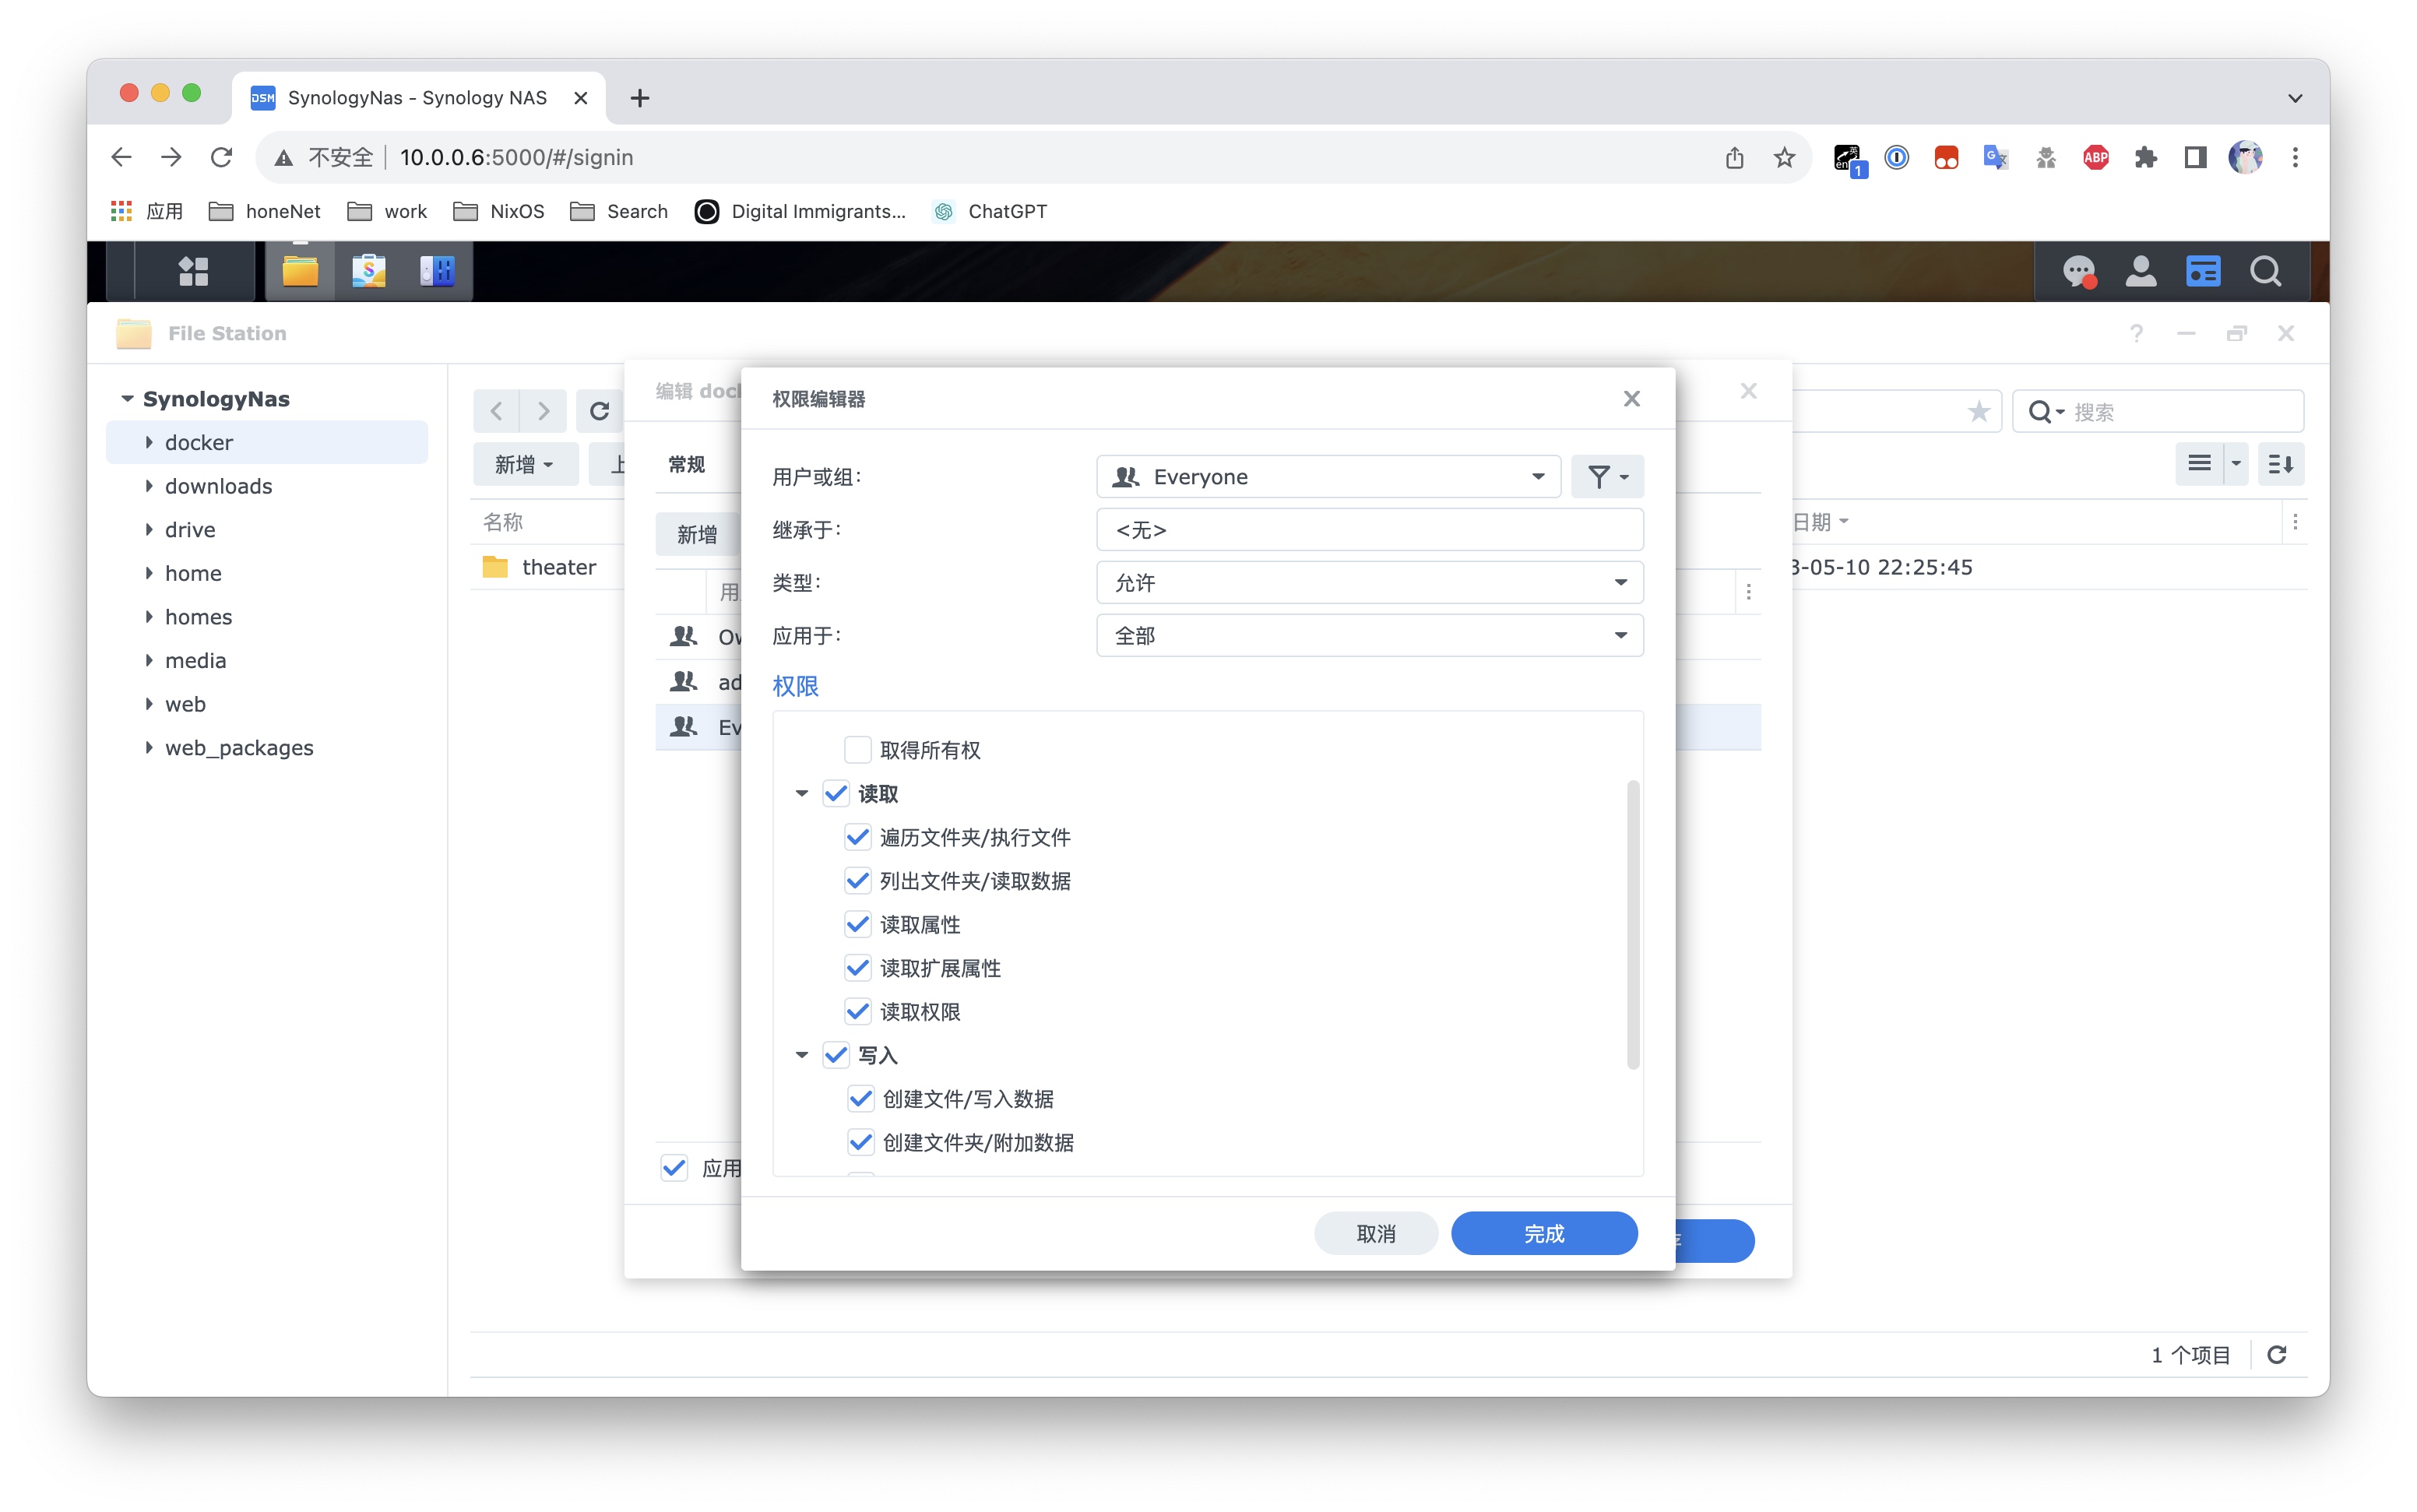 SynologyNas - Synology NAS
不安全 10.0.0.6:5000/#/signin
英
en
1
ABP
应用 honeNet work NixOS Search Digital Immigrants... ChatGPT
File Station
SynologyNas
docker
downloads
drive
home
homes
media
web
web_packages
搜索
新增
上
名称
日期
theater
3-05-10 22:25:45
编辑
常规
新增
用
Ow
ad
Ev
应用
权限编辑器
用户或组:
Everyone
继承于:
<无>
类型:
允许
应用于:
全部
权限
取得所有权
读取
遍历文件夹/执行文件
列出文件夹/读取数据
读取属性
读取扩展属性
读取权限
写入
创建文件/写入数据
创建文件夹/附加数据
取消
完成
1 个项目